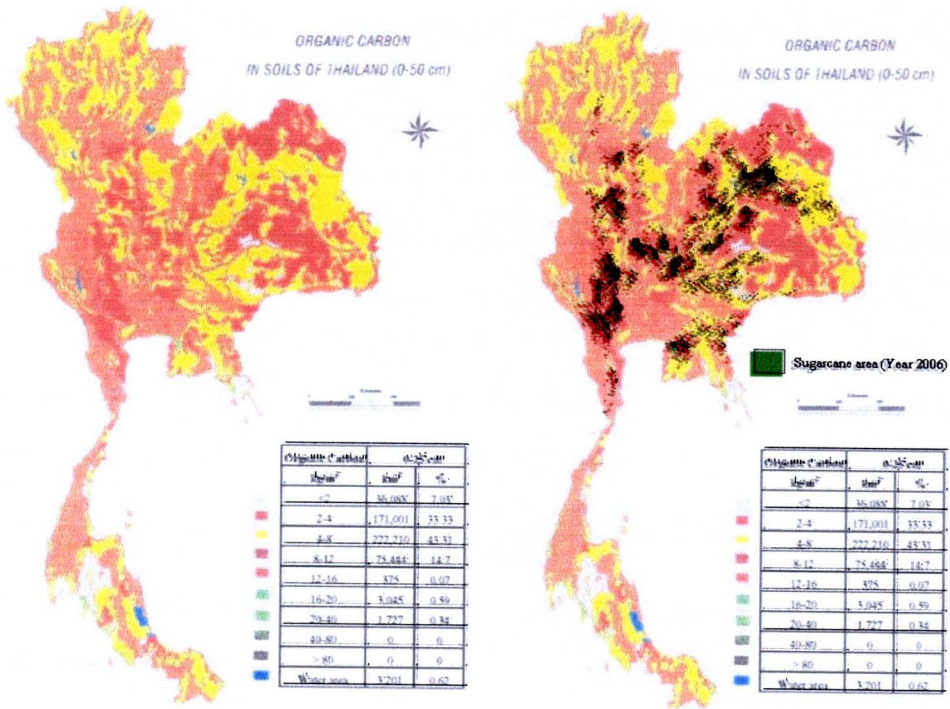 ORGANIC CARBON
IN SOILS OF THAILAND (0-50 cm)
Organic Carbon
%
<2 36,088 7.03
2-4 171,001 33.33
4-8 222,210 43.31
8-12 75,444 14.7
12-16 375 0.07
16-20 3,045 0.59
20-40 1,727 0.34
40-80 0 0
> 80 0 0
Water area 3,201 0.62
ORGANIC CARBON
IN SOILS OF THAILAND (0-50 cm)
Sugarcane area (Year 2006)
Organic Carbon
%
<2 36,088 7.03
2-4 171,001 33.33
4-8 222,210 43.31
8-12 75,444 14.7
12-16 375 0.07
16-20 3,045 0.59
20-40 1,727 0.34
40-80 0 0
> 80 0 0
Water area 3,201 0.62